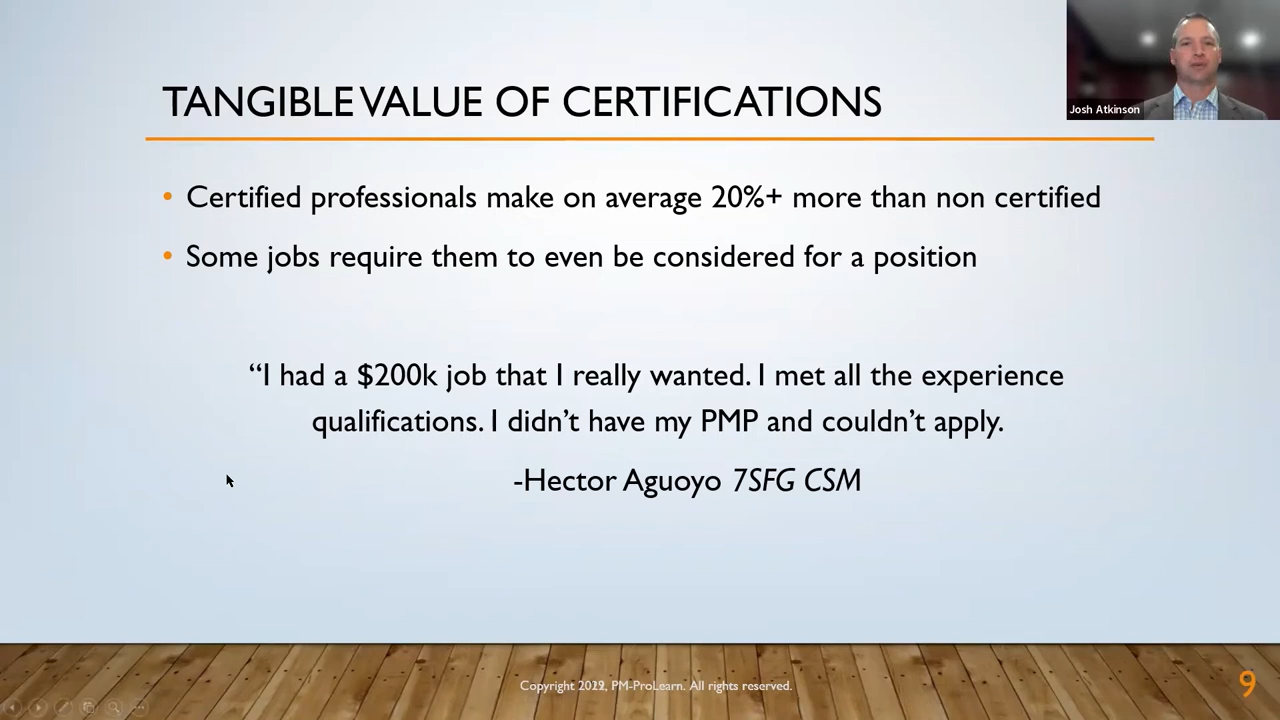 Josh Atkinson
TANGIBLE VALUE OF CERTIFICATIONS
• Certified professionals make on average 20%+ more than non certified
• Some jobs require them to even be considered for a position
“I had a $200k job that I really wanted. I met all the experience
qualifications. I didn’t have my PMP and couldn’t apply.
-Hector Aguoyo 7SFG CSM
Copyright PM-ProLearn. All rights reserved.
9